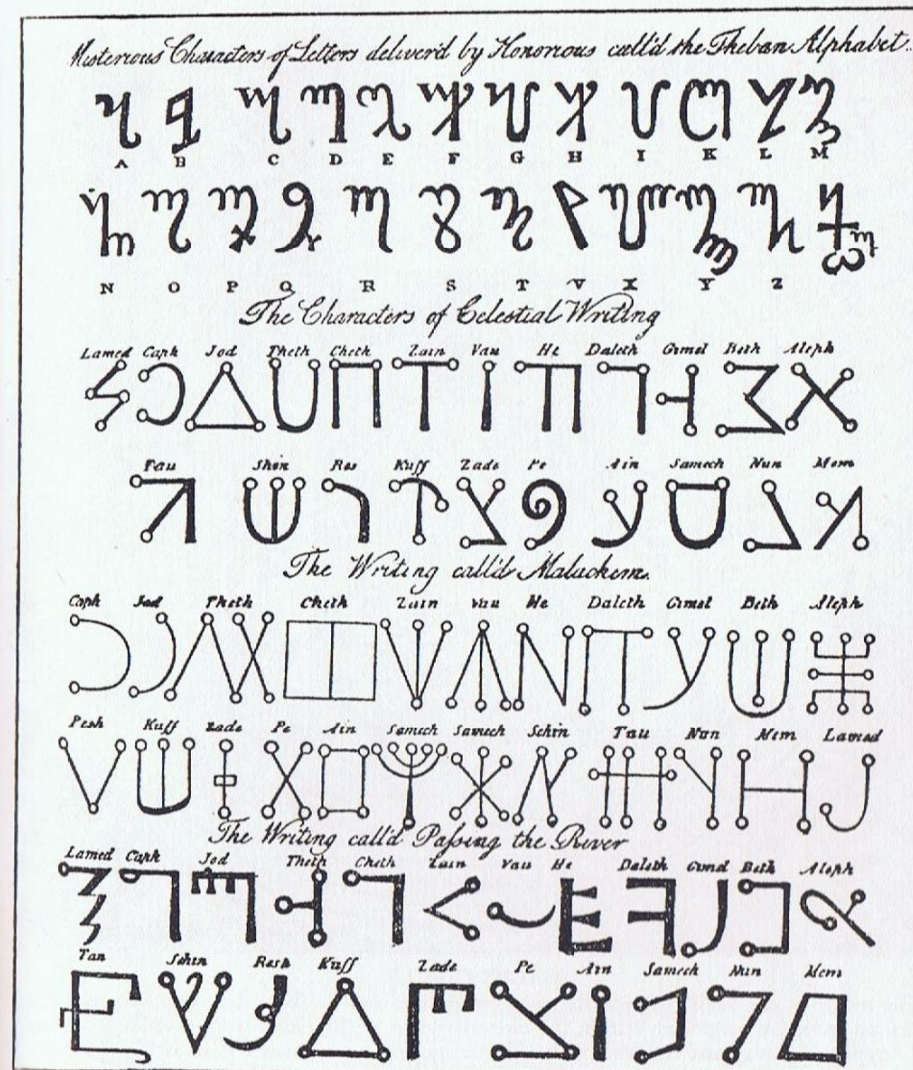 Misterious Characters of Letters deliverd by Honorious call'd the Theban Alphabet.
A B C D E F G H I K L M
N O P Q R S T V X Y Z
The Characters of Celestial Writing
Lamed Caph Jod Theth Cheth Zain Vau He Daleth Gimel Beth Aleph
Tau Shin Res Kuff Zade Pe Ain Samech Nun Mem
The Writing call'd Malachem.
Caph Jod Theth Cheth Zain Vau He Daleth Gimel Beth Aleph
Resh Kuff Zade Pe Ain Samech Samech Schin Tau Nun Mem Lamed
The Writing call'd Passing the River
Lamed Caph Jod Theth Cheth Zain Vau He Daleth Gimel Beth Aleph
Tau Schin Resh Kuff Zade Pe Ain Samech Nun Mem